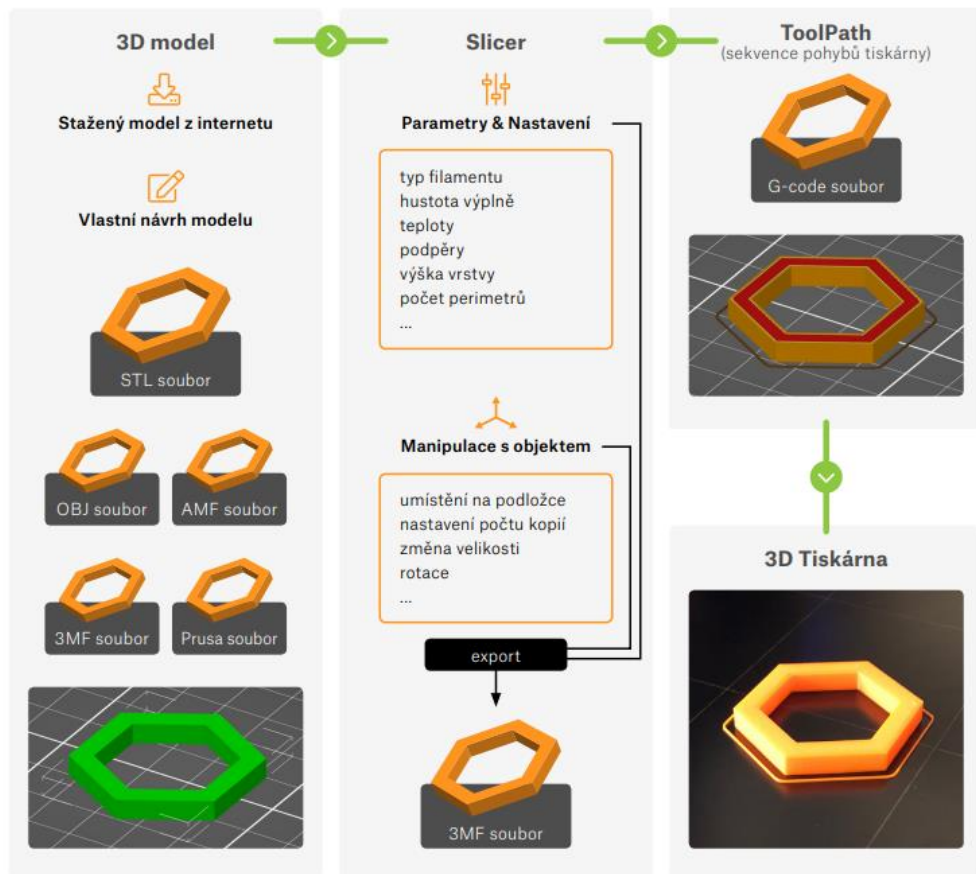 3D model
Stažený model z internetu
Vlastní návrh modelu
STL soubor
OBJ soubor
AMF soubor
3MF soubor
Prusa soubor
Slicer
Parametry & Nastavení
typ filamentu
hustota výplně
teploty
podpěry
výška vrstvy
počet perimetrů
...
Manipulace s objektem
umístění na podložce
nastavení počtu kopií
změna velikosti
rotace
...
export
3MF soubor
ToolPath
(sekvence pohybů tiskárny)
G-code soubor
3D Tiskárna